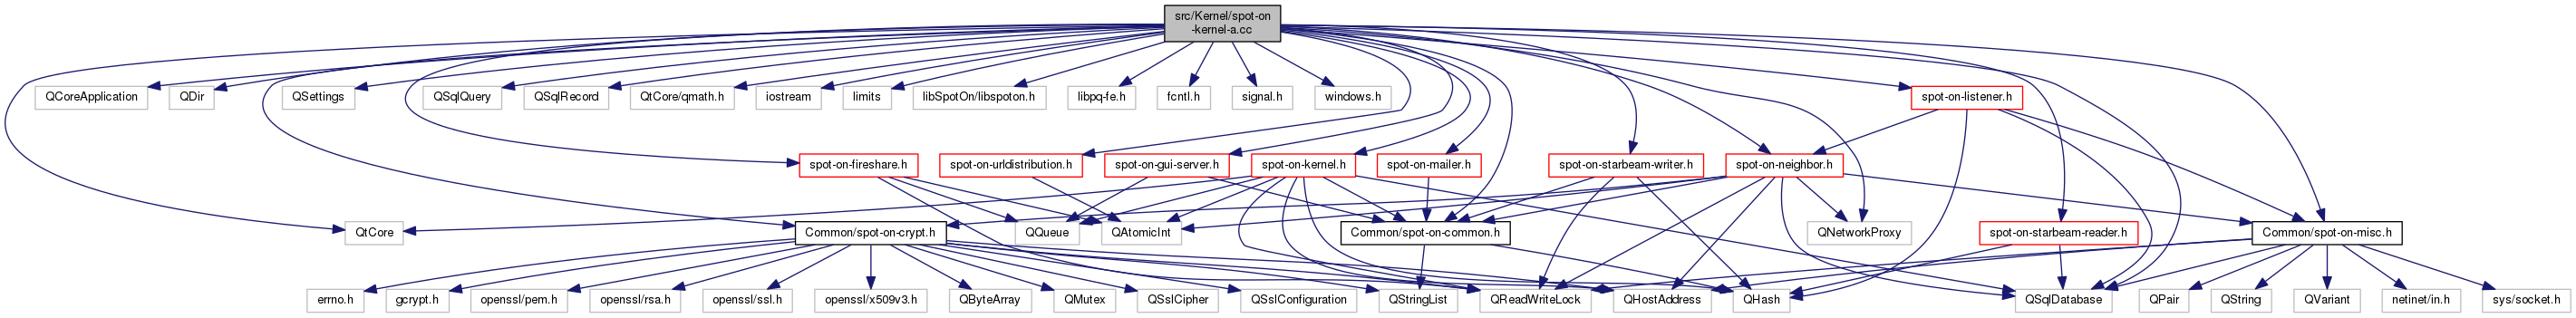 src/Kernel/spot-on
-kernel-a.cc
QCoreApplication
QDir
QSettings
QSqlQuery
QSqlRecord
QtCore/qmath.h
iostream
limits
libSpotOn/libspoton.h
libpq-fe.h
fcntl.h
signal.h
windows.h
spot-on-listener.h
spot-on-fireshare.h
spot-on-urldistribution.h
spot-on-gui-server.h
spot-on-kernel.h
spot-on-mailer.h
spot-on-starbeam-writer.h
spot-on-neighbor.h
QtCore
Common/spot-on-crypt.h
QQueue
QAtomicInt
Common/spot-on-common.h
QNetworkProxy
spot-on-starbeam-reader.h
Common/spot-on-misc.h
errno.h
gcrypt.h
openssl/pem.h
openssl/rsa.h
openssl/ssl.h
openssl/x509v3.h
QByteArray
QMutex
QSslCipher
QSslConfiguration
QStringList
QReadWriteLock
QHostAddress
QHash
QSqlDatabase
QPair
QString
QVariant
netinet/in.h
sys/socket.h